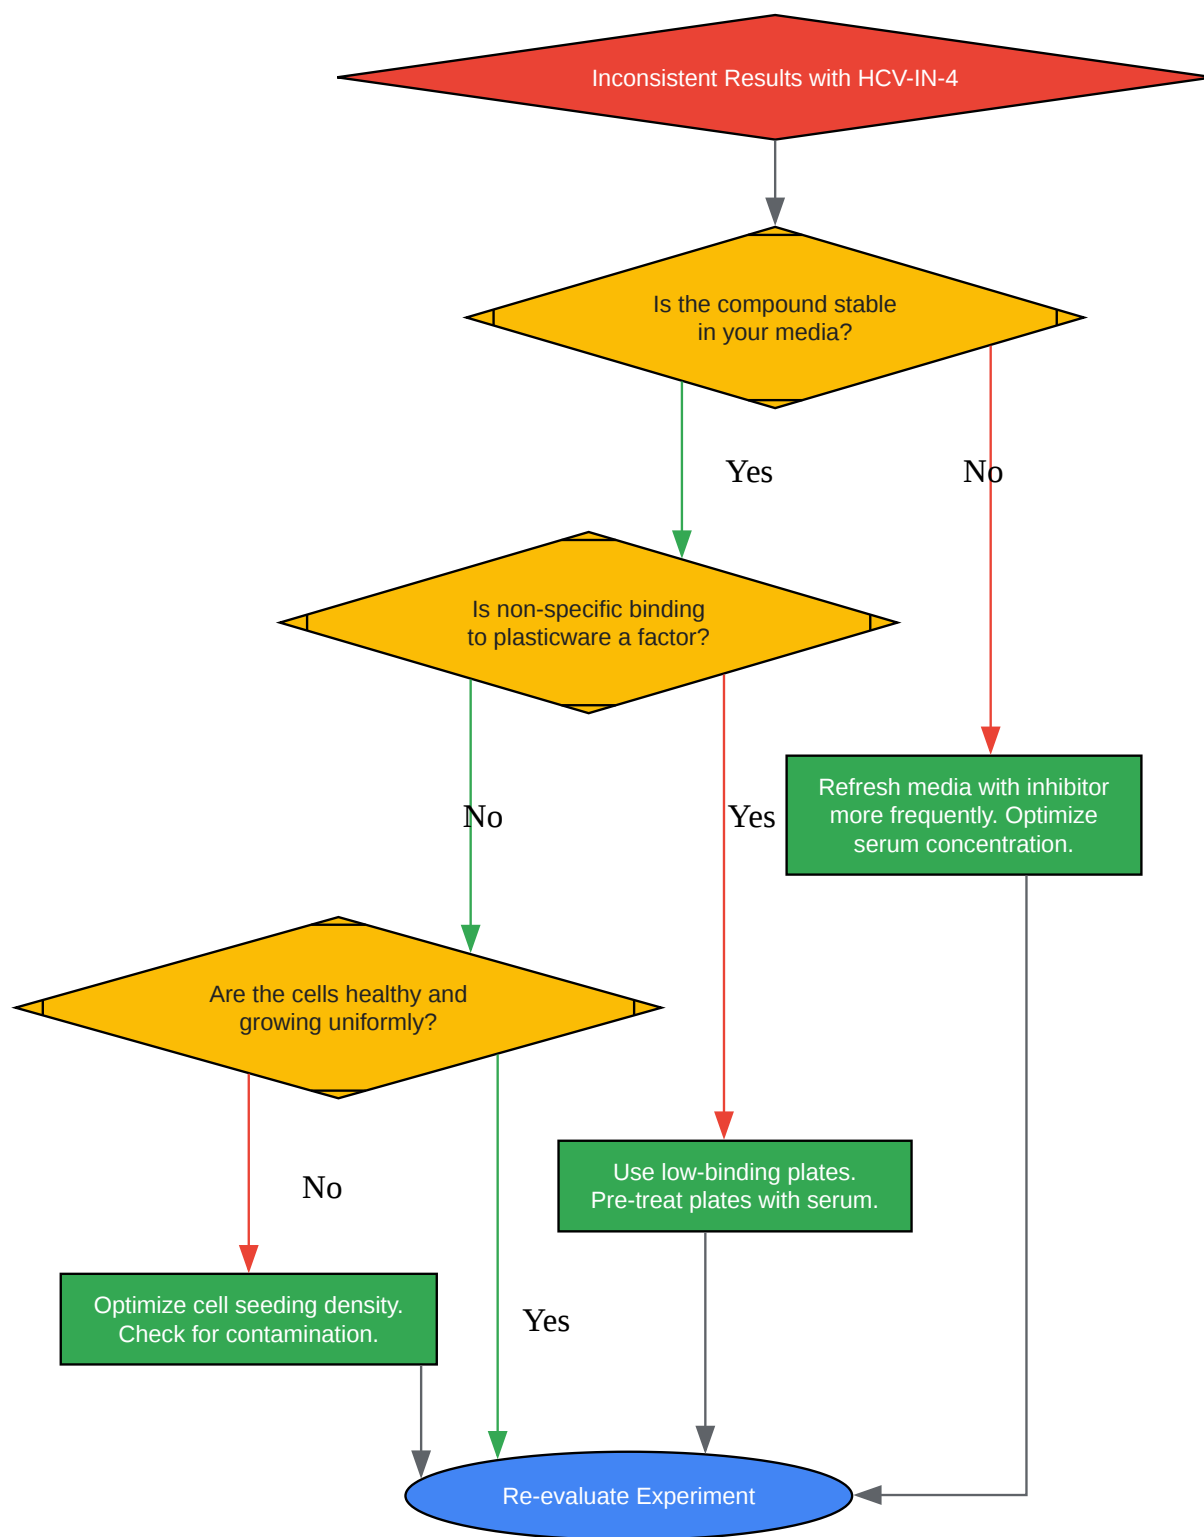 Inconsistent Results with HCV-IN-4
Is the compound stable
in your media?
Yes
No
Is non-specific binding
to plasticware a factor?
Refresh media with inhibitor
more frequently. Optimize
serum concentration.
No
Yes
Are the cells healthy and
growing uniformly?
Use low-binding plates.
Pre-treat plates with serum.
No
Optimize cell seeding density.
Check for contamination.
Yes
Re-evaluate Experiment